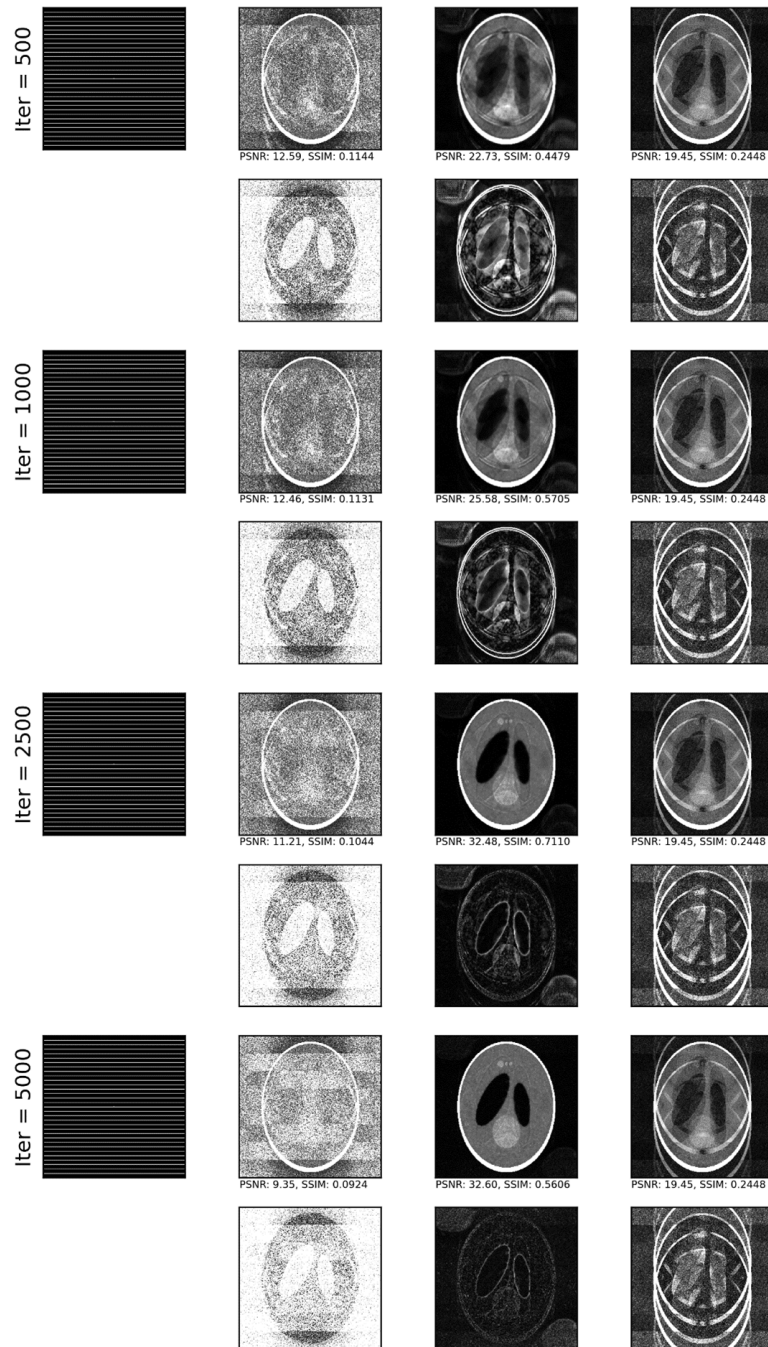 Iter = 500
PSNR: 12.59, SSIM: 0.1144
PSNR: 22.73, SSIM: 0.4479
PSNR: 19.45, SSIM: 0.2448
Iter = 1000
PSNR: 12.46, SSIM: 0.1131
PSNR: 25.58, SSIM: 0.5705
PSNR: 19.45, SSIM: 0.2448
Iter = 2500
PSNR: 11.21, SSIM: 0.1044
PSNR: 32.48, SSIM: 0.7110
PSNR: 19.45, SSIM: 0.2448
Iter = 5000
PSNR: 9.35, SSIM: 0.0924
PSNR: 32.60, SSIM: 0.5606
PSNR: 19.45, SSIM: 0.2448